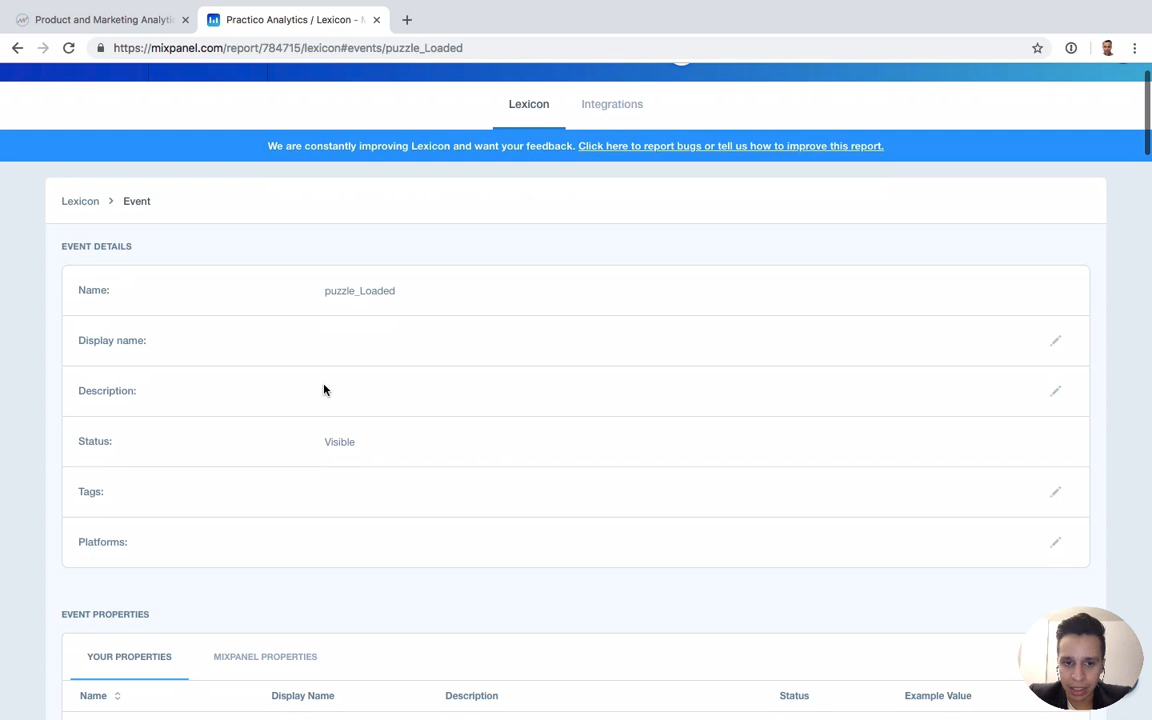 Product and Marketing Analytic
Practico Analytics / Lexicon - M
https://mixpanel.com/report/784715/lexicon#events/puzzle_Loaded
Lexicon Integrations
We are constantly improving Lexicon and want your feedback. Click here to report bugs or tell us how to improve this report.
Lexicon > Event
EVENT DETAILS
Name: puzzle_Loaded
Display name:
Description:
Status: Visible
Tags:
Platforms:
EVENT PROPERTIES
YOUR PROPERTIES MIXPANEL PROPERTIES
Name Display Name Description Status Example Value